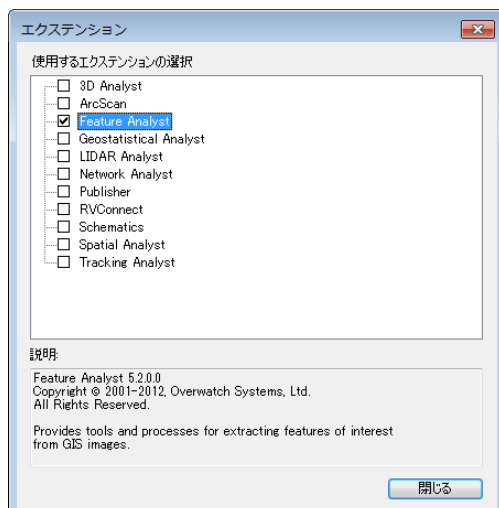 エクステンション
使用するエクステンションの選択
3D Analyst
ArcScan
Feature Analyst
Geostatistical Analyst
LIDAR Analyst
Network Analyst
Publisher
RVConnect
Schematics
Spatial Analyst
Tracking Analyst
説明:
Feature Analyst 5.2.0.0
Copyright © 2001-2012, Overwatch Systems, Ltd.
All Rights Reserved.
Provides tools and processes for extracting features of interest
from GIS images.
閉じる